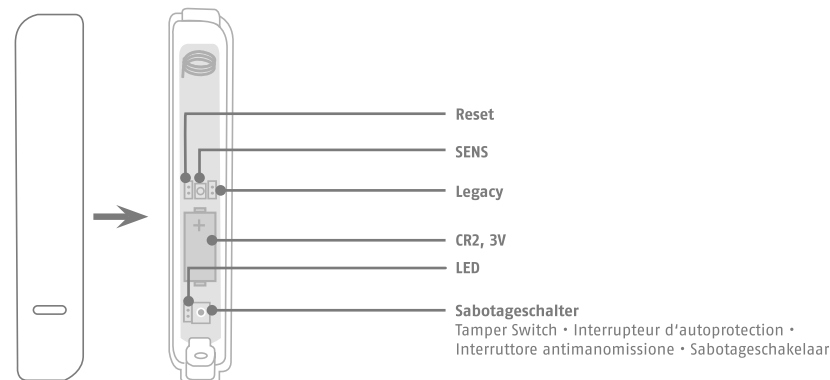 Reset
SENS
Legacy
+
CR2, 3V
LED
Sabotageschalter
Tamper Switch • Interrupteur d‘autoprotection •
Interruttore antimanomissione • Sabotageschakelaar